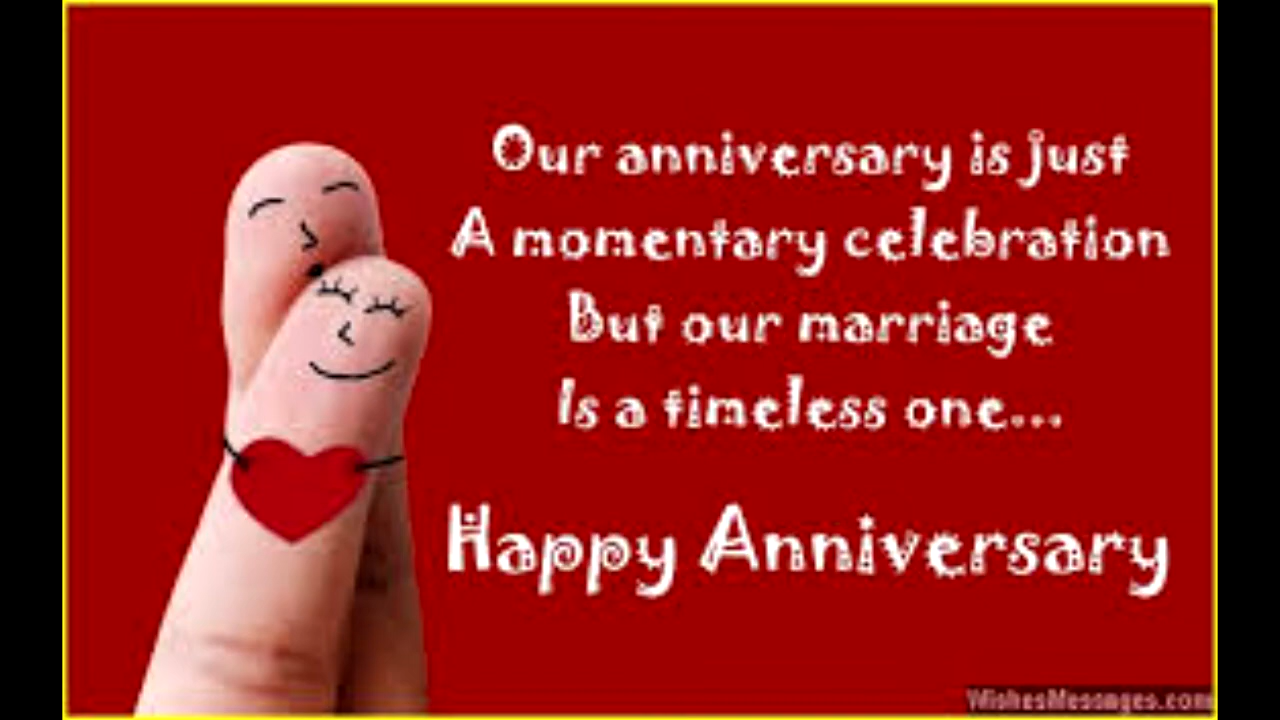 Our anniversary is just
A momentary celebration
But our marriage
Is a timeless one...
Happy Anniversary
WishesMessages.com